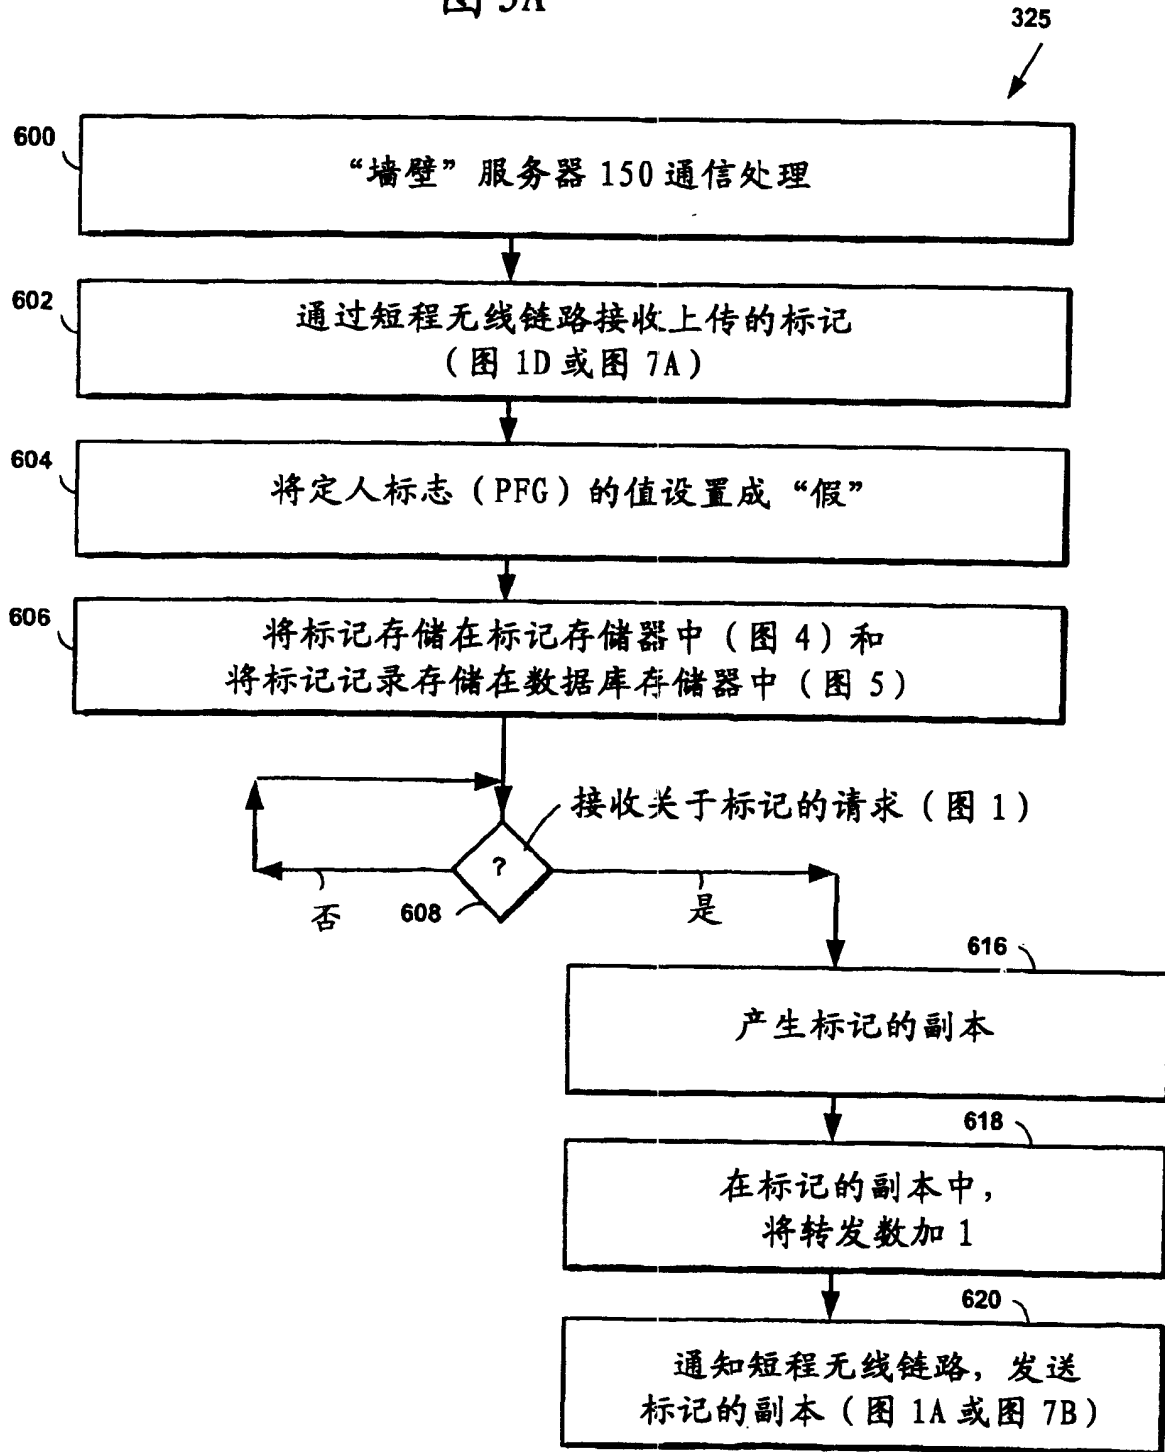 图 3A
325
600
“墙壁”服务器 150 通信处理
602
通过短程无线链路接收上传的标记
(图 1D 或图 7A)
604
将定人标志(PFG)的值设置成“假”
606
将标记存储在标记存储器中(图 4)和
将标记记录存储在数据库存储器中(图 5)
接收关于标记的请求(图 1)
?
否
608
是
616
产生标记的副本
618
在标记的副本中,
将转发数加 1
620
通知短程无线链路, 发送
标记的副本(图 1A 或图 7B)